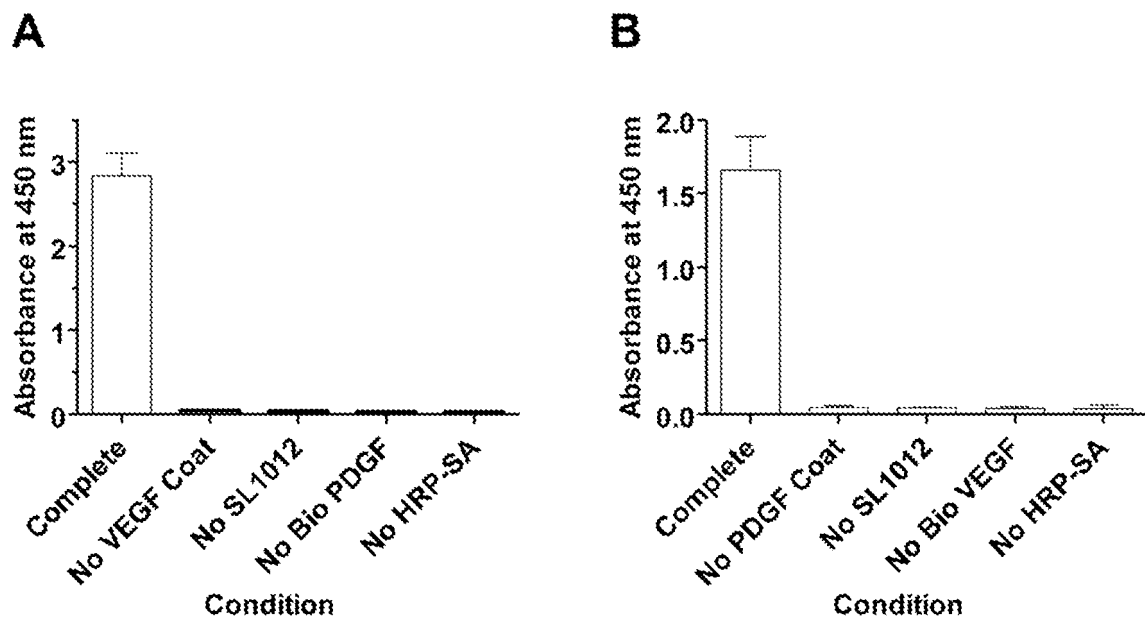 A
Absorbance at 450 nm
3
2
1
0
Complete
No VEGF Coat
No SL1012
No Bio PDGF
No HRP-SA
Condition
B
Absorbance at 450 nm
2.0
1.5
1.0
0.5
0.0
Complete
No PDGF Coat
No SL1012
No Bio VEGF
No HRP-SA
Condition